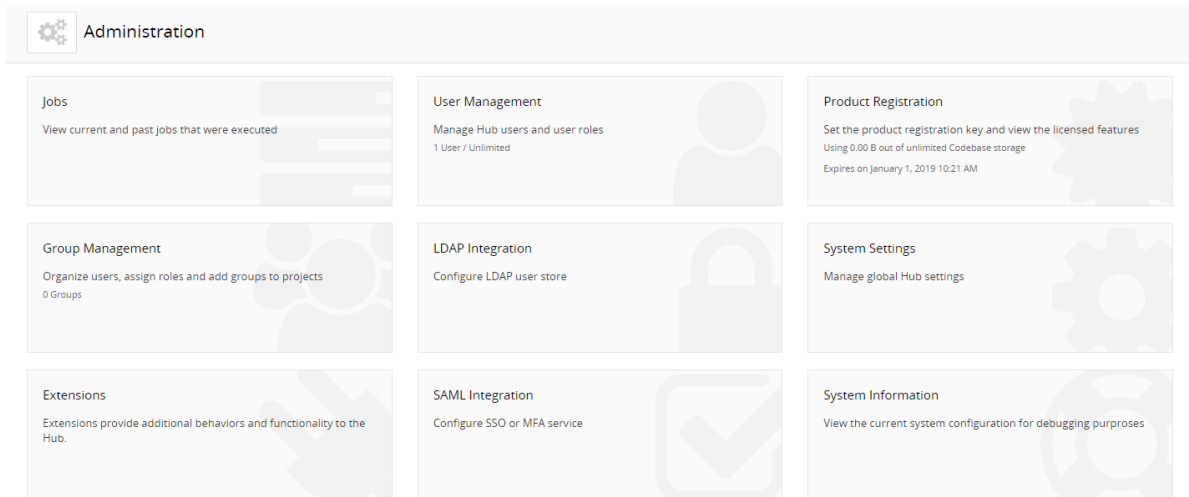 Administration
Jobs
View current and past jobs that were executed
User Management
Manage Hub users and user roles
1 User / Unlimited
Product Registration
Set the product registration key and view the licensed features
Using 0.00 B out of unlimited Codebase storage
Expires on January 1, 2019 10:21 AM
Group Management
Organize users, assign roles and add groups to projects
0 Groups
LDAP Integration
Configure LDAP user store
System Settings
Manage global Hub settings
Extensions
Extensions provide additional behaviors and functionality to the
Hub.
SAML Integration
Configure SSO or MFA service
System Information
View the current system configuration for debugging purproses